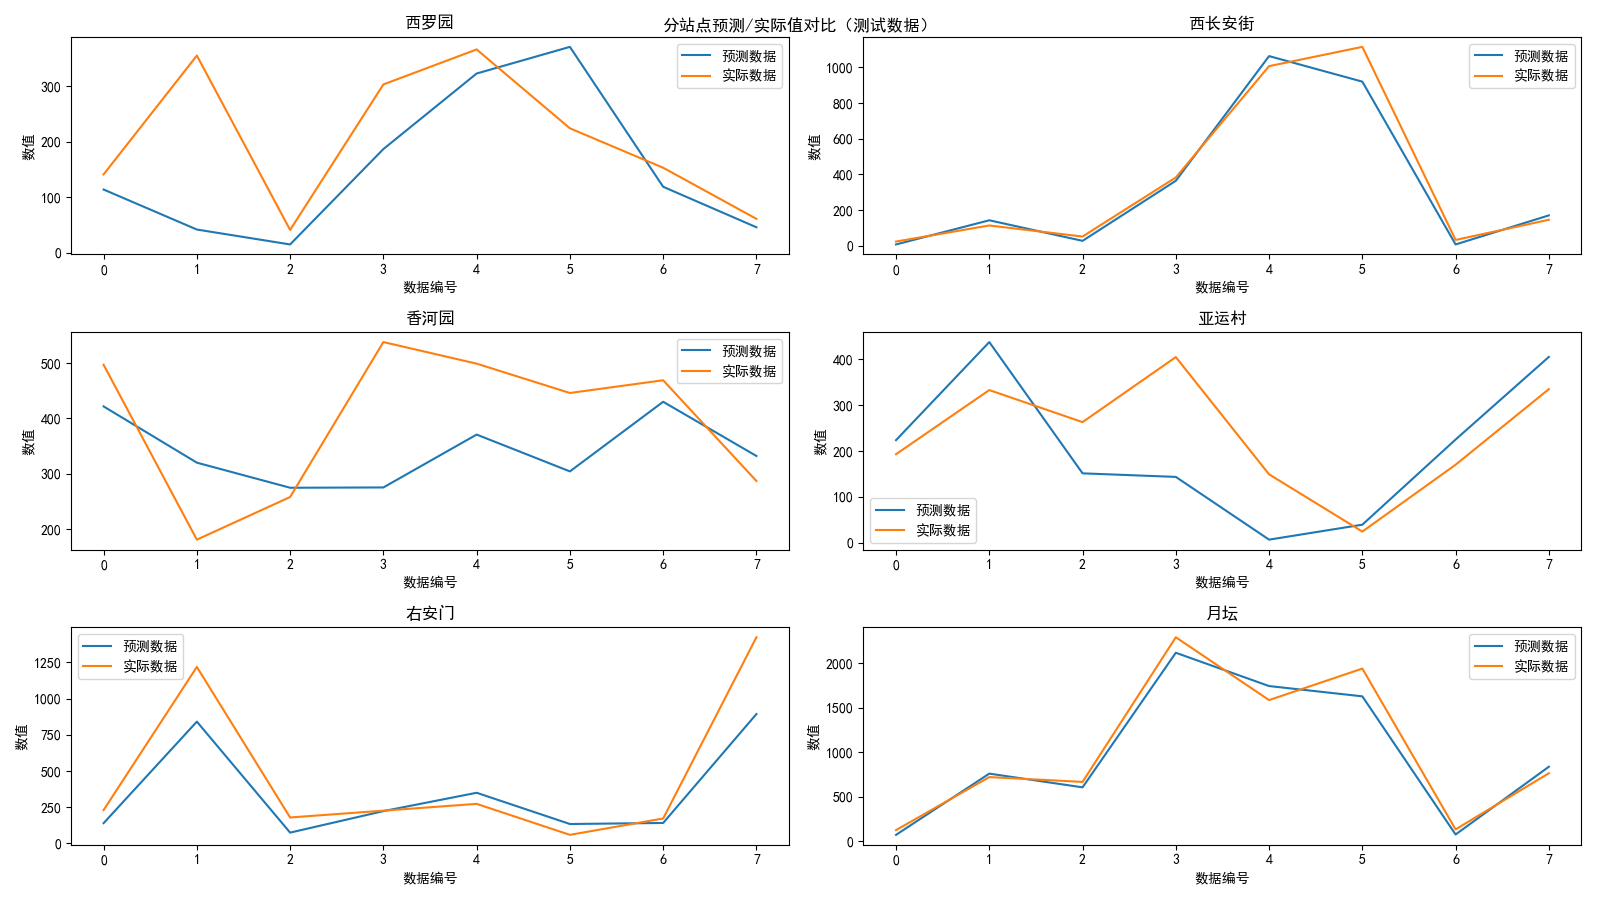 分站点预测/实际值对比（测试数据）
西罗园
预测数据
实际数据
300
200
100
0
数值
0 1 2 3 4 5 6 7
数据编号
西长安街
预测数据
实际数据
1000
800
600
400
200
0
数值
0 1 2 3 4 5 6 7
数据编号
香河园
预测数据
实际数据
500
400
300
200
数值
0 1 2 3 4 5 6 7
数据编号
亚运村
400
300
200
100
0
数值
预测数据
实际数据
0 1 2 3 4 5 6 7
数据编号
右安门
预测数据
实际数据
1250
1000
750
500
250
0
数值
0 1 2 3 4 5 6 7
数据编号
月坛
预测数据
实际数据
2000
1500
1000
500
0
数值
0 1 2 3 4 5 6 7
数据编号